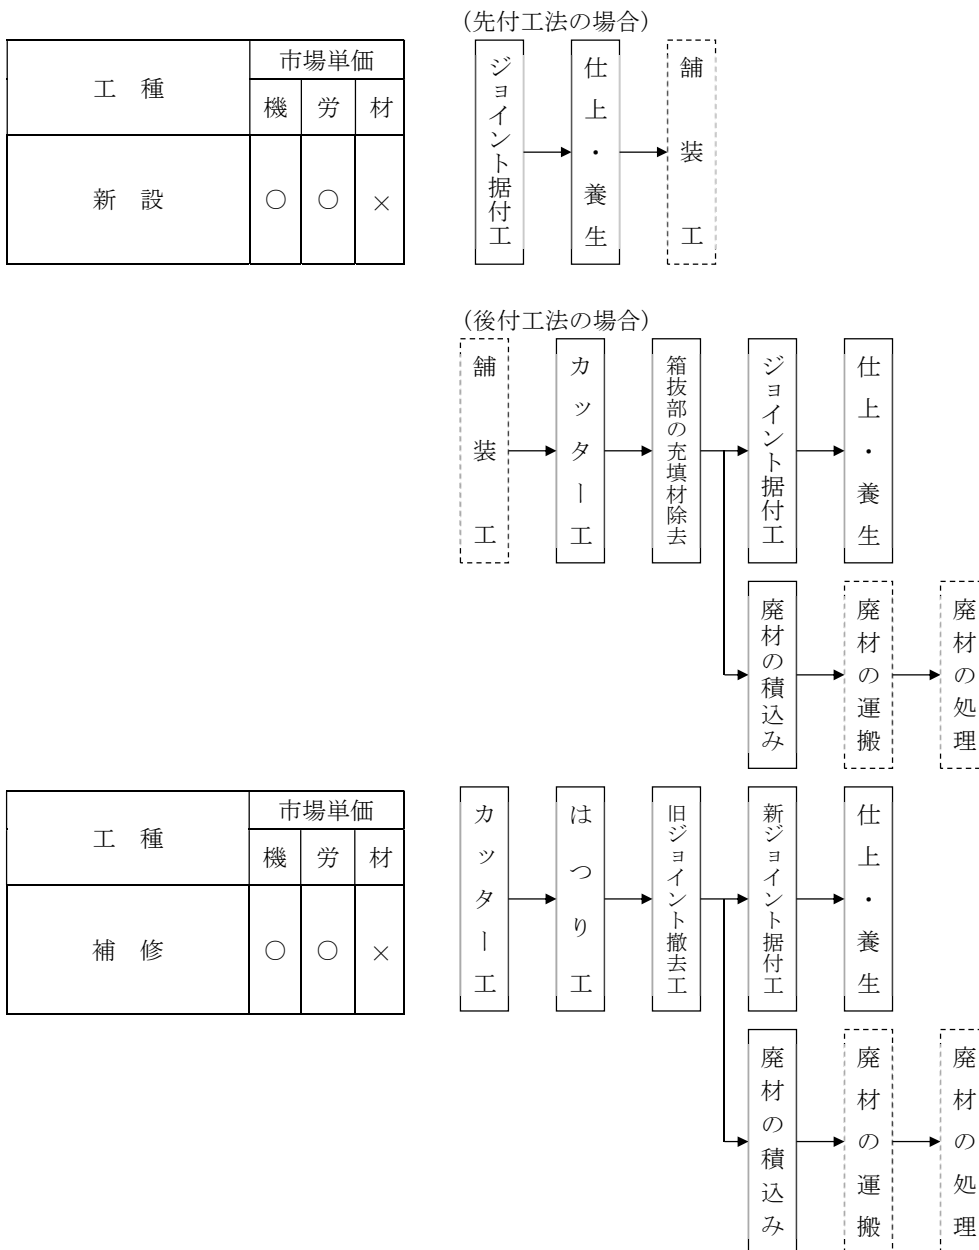 (先付工法の場合)
工 種
市場単価
機 労 材
新 設
○ ○ ×
ジョイント据付工
仕上・養生
舗装工
(後付工法の場合)
舗装工
カッター工
箱抜部の充填材除去
ジョイント据付工
仕上・養生
廃材の積込み
廃材の運搬
廃材の処理
工 種
市場単価
機 労 材
補 修
○ ○ ×
カッター工
はつり工
旧ジョイント撤去工
新ジョイント据付工
仕上・養生
廃材の積込み
廃材の運搬
廃材の処理